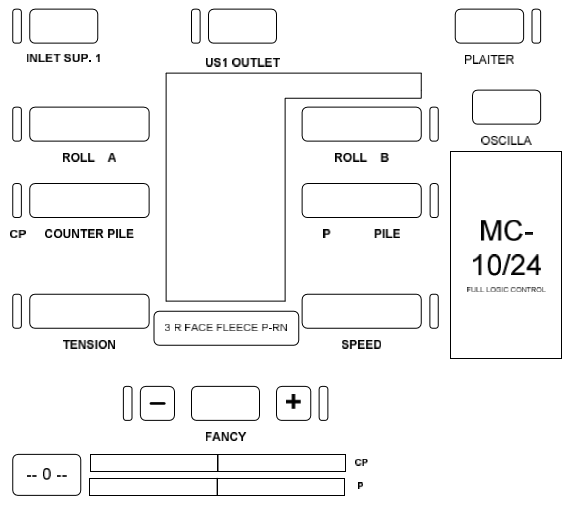 INLET SUP. 1
US1 OUTLET
PLAITER
OSCILLA
ROLL A
ROLL B
CP COUNTER PILE
P PILE
MC-
10/24
FULL LOGIC CONTROL
TENSION
3 R FACE FLEECE P-RN
SPEED
− +
FANCY
-- 0 --
CP
P